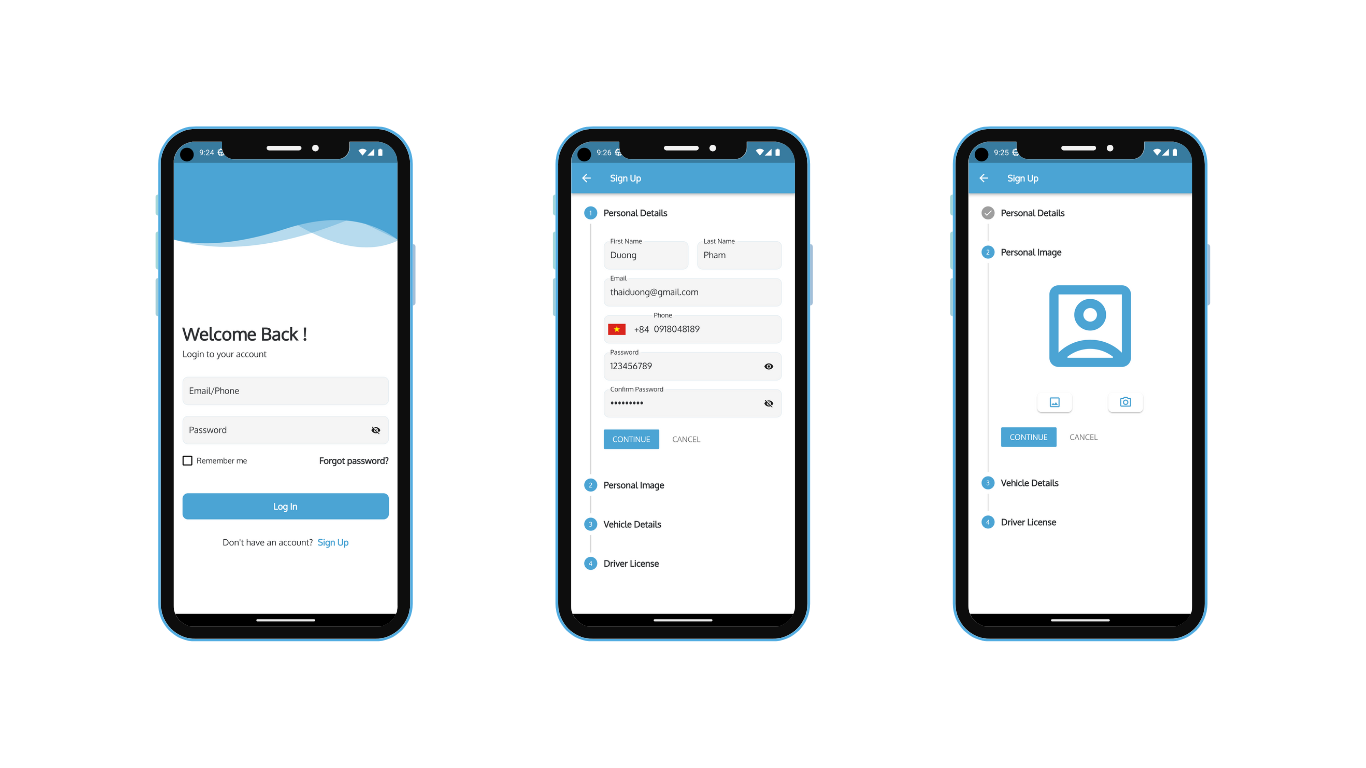 9:24
Welcome Back !
Login to your account
Email/Phone
Password
Remember me Forgot password?
Log In
Don't have an account? Sign Up
9:26
Sign Up
1 Personal Details
First Name Last Name
Duong Pham
Email
thaiduong@gmail.com
Phone
+84 0918048189
Password
123456789
Confirm Password
•••••••••
CONTINUE CANCEL
2 Personal Image
3 Vehicle Details
4 Driver License
9:25
Sign Up
Personal Details
2 Personal Image
CONTINUE CANCEL
3 Vehicle Details
4 Driver License